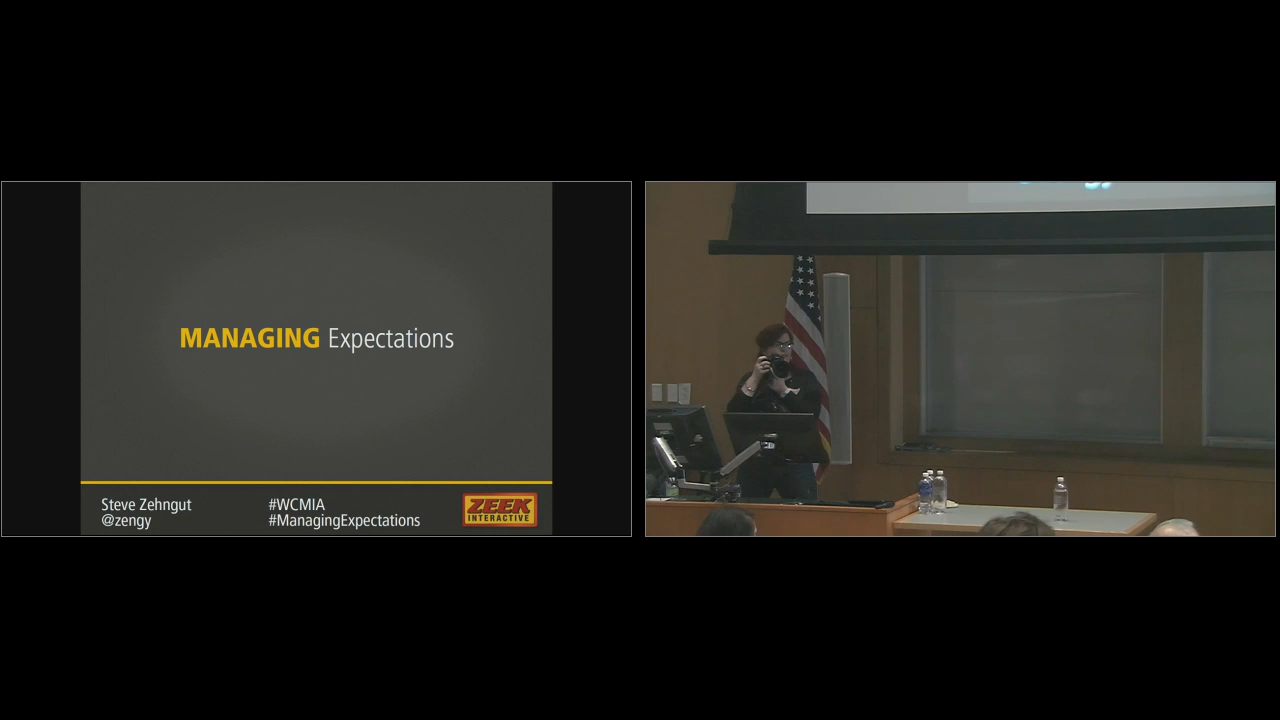 MANAGING Expectations
Steve Zehngut
@zengy
#WCMIA
#ManagingExpectations
ZEEK
INTERACTIVE